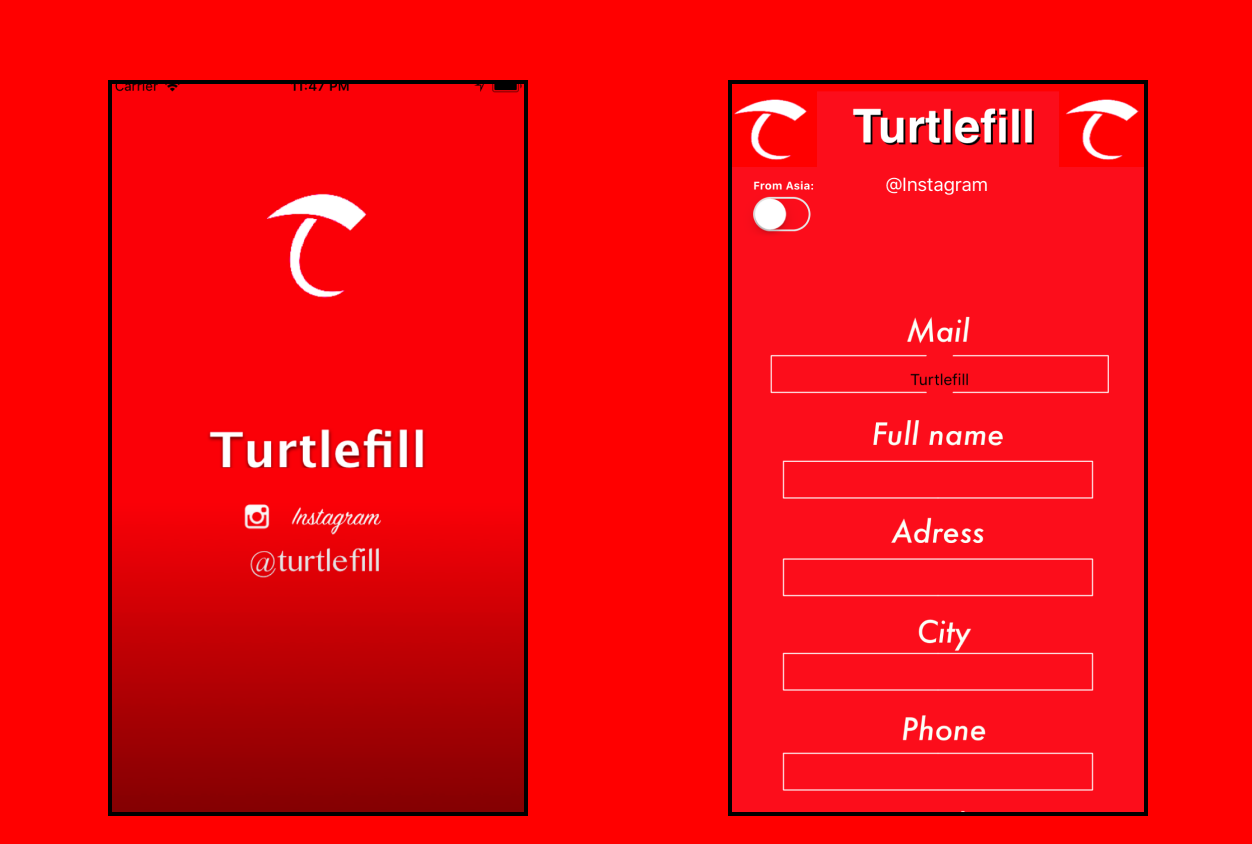 Carrier 11:47 PM
Turtlefill
Instagram
@turtlefill
Turtlefill
From Asia:
@Instagram
Mail
Turtlefill
Full name
Adress
City
Phone